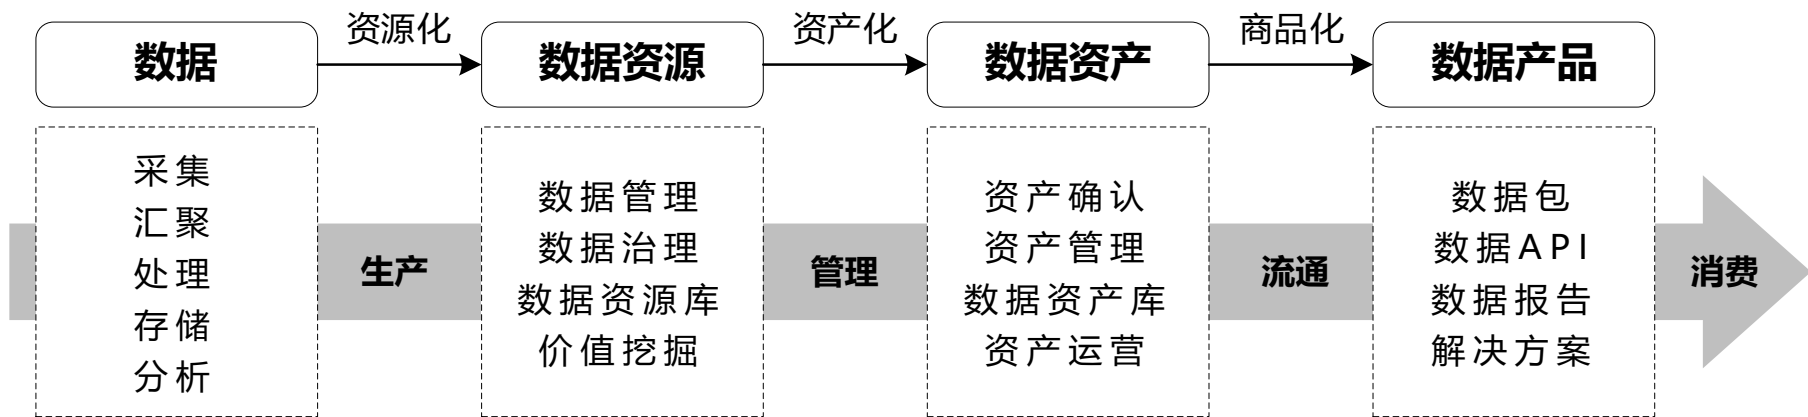 数据
资源化
数据资源
资产化
数据资产
商品化
数据产品
采集
汇聚
处理
存储
分析
生产
数据管理
数据治理
数据资源库
价值挖掘
管理
资产确认
资产管理
数据资产库
资产运营
流通
数据包
数据API
数据报告
解决方案
消费